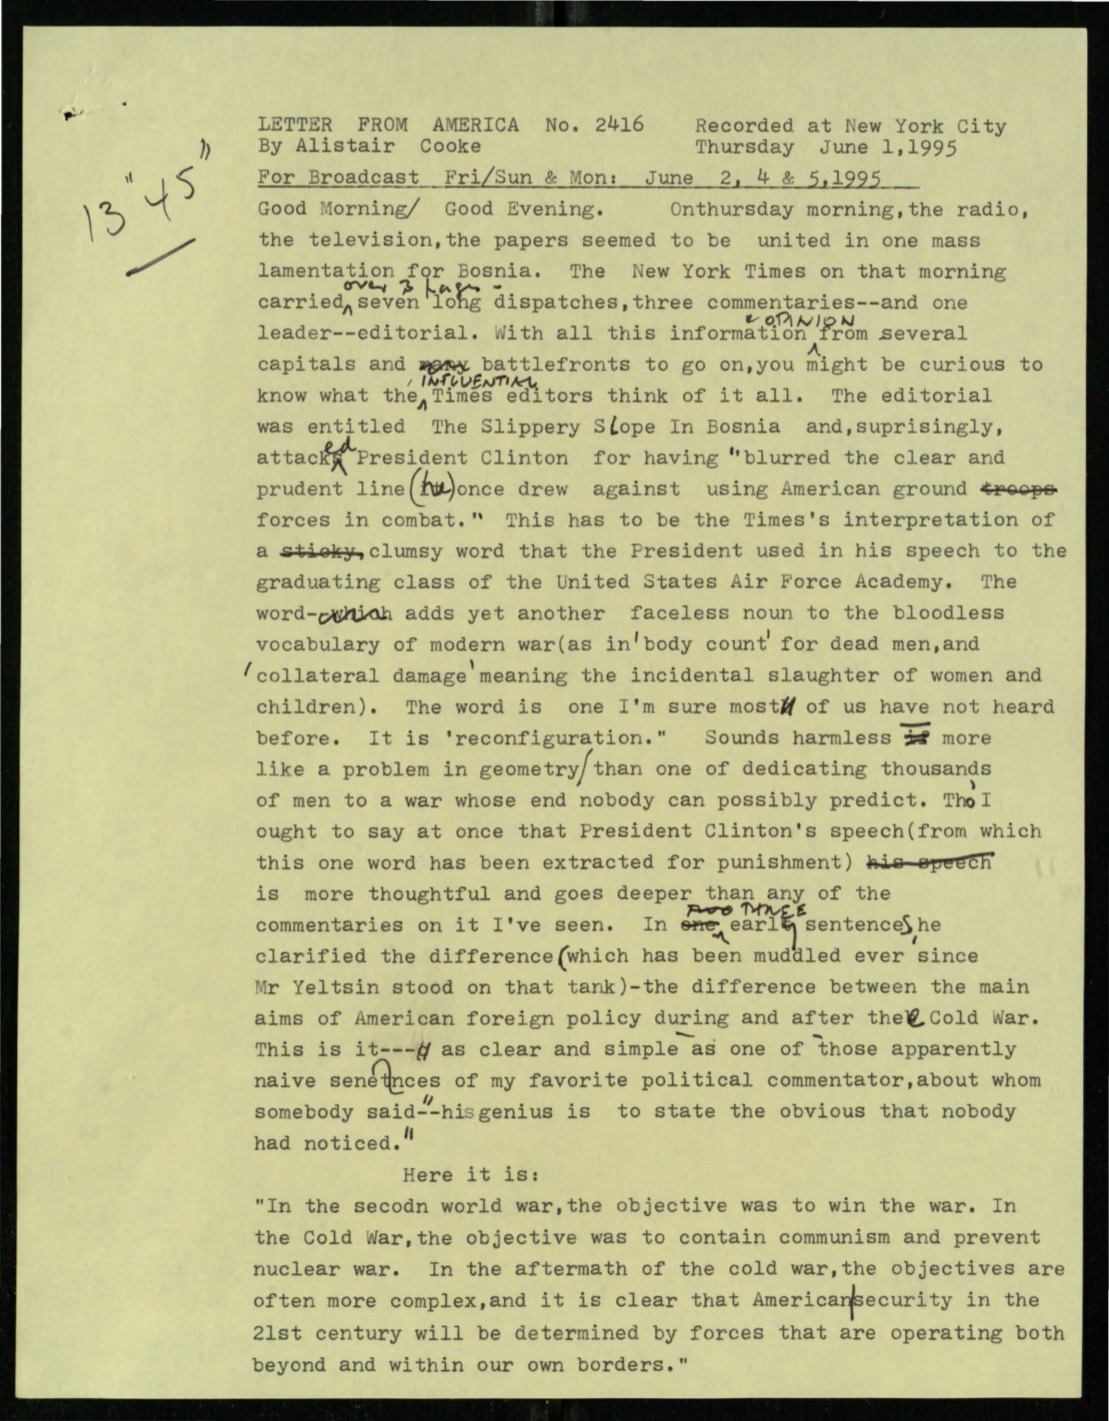 LETTER FROM AMERICA No. 2416 Recorded at New York City
By Alistair Cooke Thursday June 1,1995
13" 45"
For Broadcast Fri/Sun & Mon: June 2, 4 & 5,1995
Good Morning/ Good Evening. Onthursday morning,the radio,
the television,the papers seemed to be united in one mass
lamentation for Bosnia. The New York Times on that morning
over 3 pages -
carried, seven long dispatches,three commentaries--and one
leader--editorial. With all this information & OPINION from several
capitals and battlefronts to go on,you might be curious to
know what the INFLUENTIAL Times editors think of it all. The editorial
was entitled The Slippery Slope In Bosnia and,suprisingly,
attacked President Clinton for having "blurred the clear and
prudent line (he) once drew against using American ground troops
forces in combat." This has to be the Times's interpretation of
a sticky, clumsy word that the President used in his speech to the
graduating class of the United States Air Force Academy. The
word-which adds yet another faceless noun to the bloodless
vocabulary of modern war(as in 'body count' for dead men,and
'collateral damage' meaning the incidental slaughter of women and
children). The word is one I'm sure most of us have not heard
before. It is 'reconfiguration." Sounds harmless if more
like a problem in geometry/than one of dedicating thousands
of men to a war whose end nobody can possibly predict. Tho' I
ought to say at once that President Clinton's speech(from which
this one word has been extracted for punishment) his speech
is more thoughtful and goes deeper than any of the
commentaries on it I've seen. In one two THREE early sentences, he
clarified the difference(which has been muddled ever since
Mr Yeltsin stood on that tank)-the difference between the main
aims of American foreign policy during and after the Cold War.
This is it--- as clear and simple as one of those apparently
naive senetnces of my favorite political commentator,about whom
somebody said-"-his genius is to state the obvious that nobody
had noticed."
Here it is:
"In the secodn world war,the objective was to win the war. In
the Cold War,the objective was to contain communism and prevent
nuclear war. In the aftermath of the cold war,the objectives are
often more complex,and it is clear that American|security in the
21st century will be determined by forces that are operating both
beyond and within our own borders."